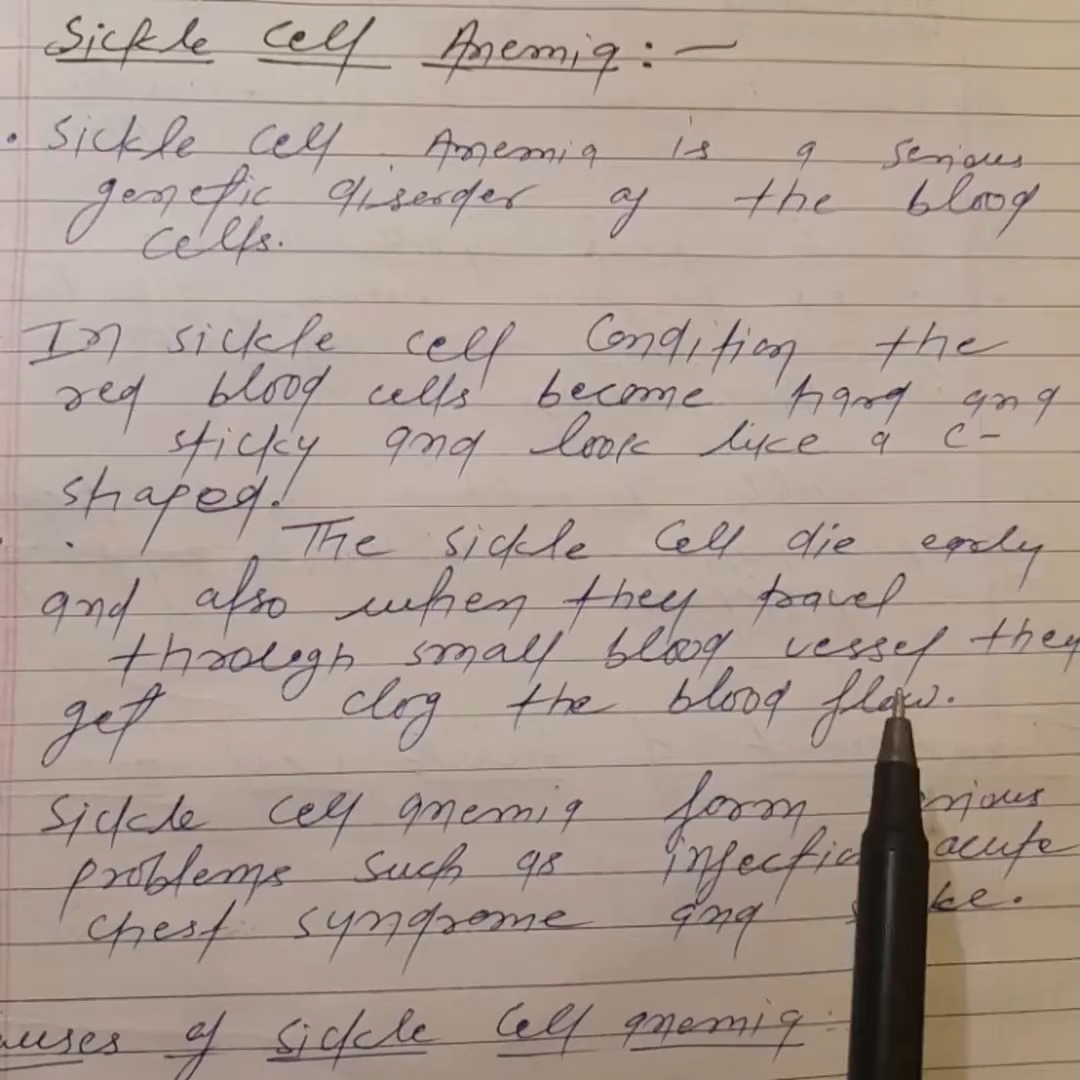 Sickle Cell Anemia:-
. Sickle Cell Anemia is a serious
genetic disorder of the blood
cells.
In sickle cell Condition the
red blood cells become hard and
sticky and look like a C-
shaped.
. The sickle Cell die early
and also when they travel
through small blood vessel they
get clog the blood flow.
Sickle Cell anemia form
problems such as acute
chest syndrome and
of Sickle Cell anemia: